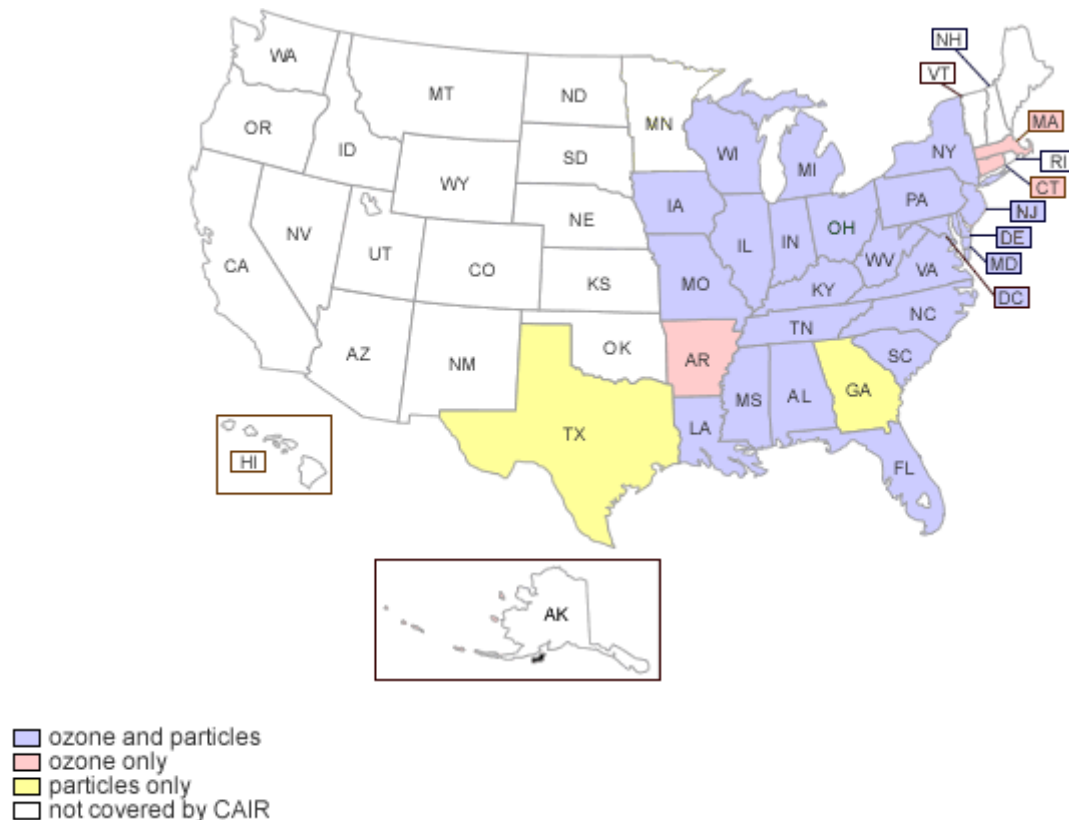 NH
WA
VT
MT
ND
MN
MA
OR
ID
SD
WI
NY
RI
MI
WY
CT
PA
IA
NJ
NE
NV
OH
DE
UT
IL
IN
CA
CO
WV
MD
KS
MO
VA
KY
DC
NC
TN
AZ
OK
AR
SC
NM
GA
MS
AL
TX
LA
HI
FL
AK
ozone and particles
ozone only
particles only
not covered by CAIR